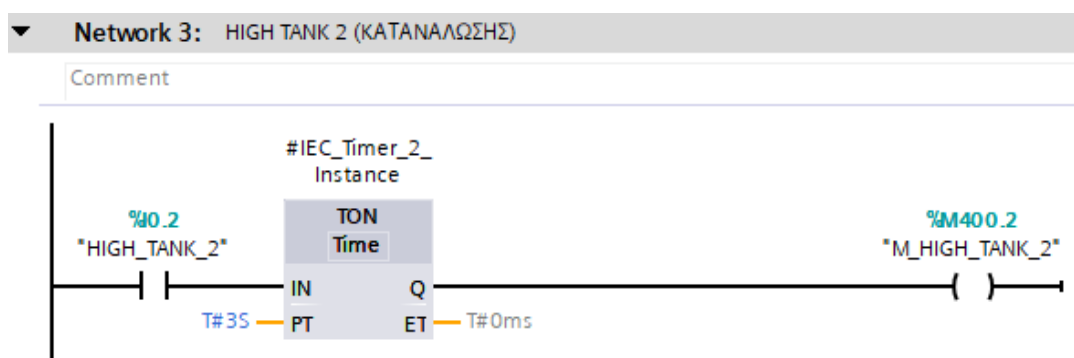 Network 3: HIGH TANK 2 (ΚΑΤΑΝΑΛΩΣΗΣ)
Comment
#IEC_Timer_2_
Instance
%I0.2
"HIGH_TANK_2"
TON
Time
%M400.2
"M_HIGH_TANK_2"
IN Q
T#3S PT ET T#0ms